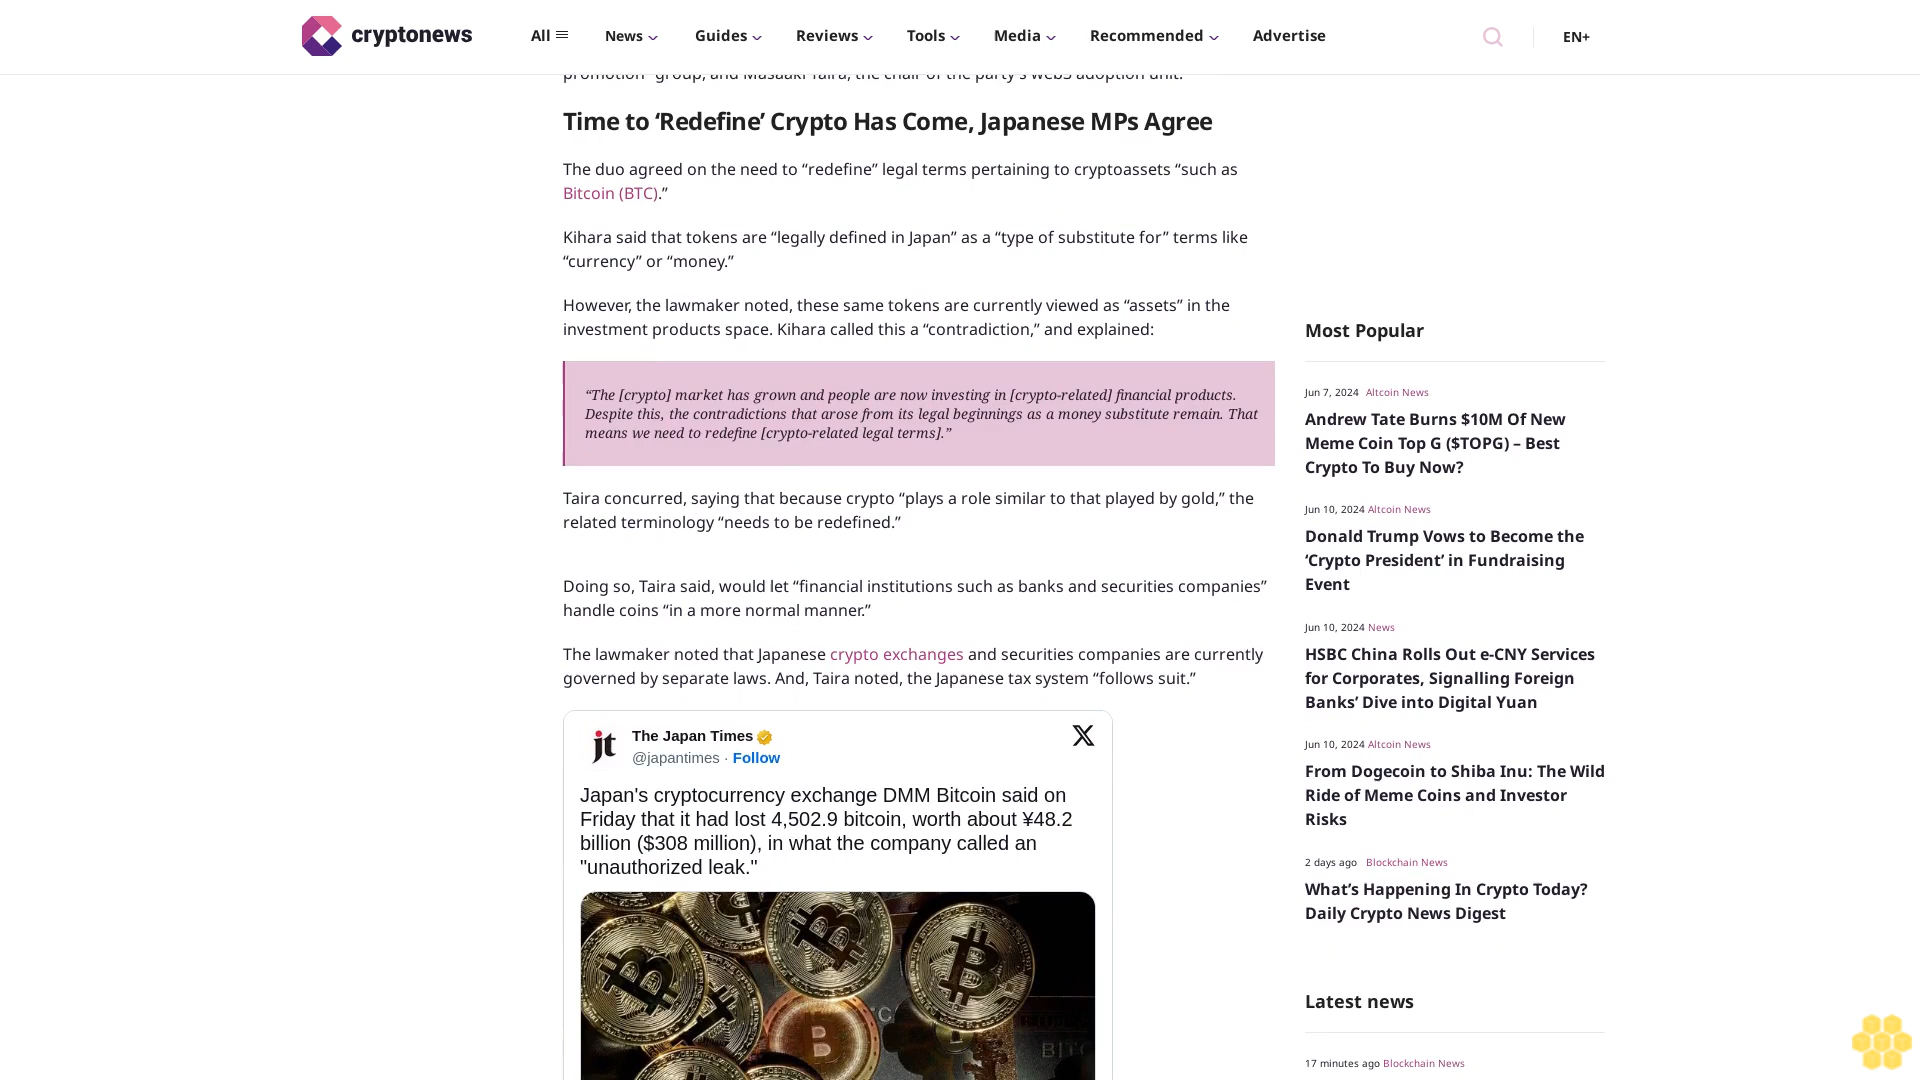 cryptonews
All
News
Guides
Reviews
Tools
Media
Recommended
Advertise
EN+
promotion” group, and Masaaki Taira, the chair of the party’s web3 adoption unit.
Time to ‘Redefine’ Crypto Has Come, Japanese MPs Agree
The duo agreed on the need to “redefine” legal terms pertaining to cryptoassets “such as
Bitcoin (BTC).”
Kihara said that tokens are “legally defined in Japan” as a “type of substitute for” terms like
“currency” or “money.”
However, the lawmaker noted, these same tokens are currently viewed as “assets” in the
investment products space. Kihara called this a “contradiction,” and explained:
“The [crypto] market has grown and people are now investing in [crypto-related] financial products.
Despite this, the contradictions that arose from its legal beginnings as a money substitute remain. That
means we need to redefine [crypto-related legal terms].”
Taira concurred, saying that because crypto “plays a role similar to that played by gold,” the
related terminology “needs to be redefined.”
Doing so, Taira said, would let “financial institutions such as banks and securities companies”
handle coins “in a more normal manner.”
The lawmaker noted that Japanese crypto exchanges and securities companies are currently
governed by separate laws. And, Taira noted, the Japanese tax system “follows suit.”
jt
The Japan Times
@japantimes · Follow
Japan's cryptocurrency exchange DMM Bitcoin said on
Friday that it had lost 4,502.9 bitcoin, worth about ¥48.2
billion ($308 million), in what the company called an
"unauthorized leak."
Most Popular
Jun 7, 2024 Altcoin News
Andrew Tate Burns $10M Of New
Meme Coin Top G ($TOPG) – Best
Crypto To Buy Now?
Jun 10, 2024 Altcoin News
Donald Trump Vows to Become the
‘Crypto President’ in Fundraising
Event
Jun 10, 2024 News
HSBC China Rolls Out e-CNY Services
for Corporates, Signalling Foreign
Banks’ Dive into Digital Yuan
Jun 10, 2024 Altcoin News
From Dogecoin to Shiba Inu: The Wild
Ride of Meme Coins and Investor
Risks
2 days ago Blockchain News
What’s Happening In Crypto Today?
Daily Crypto News Digest
Latest news
17 minutes ago Blockchain News